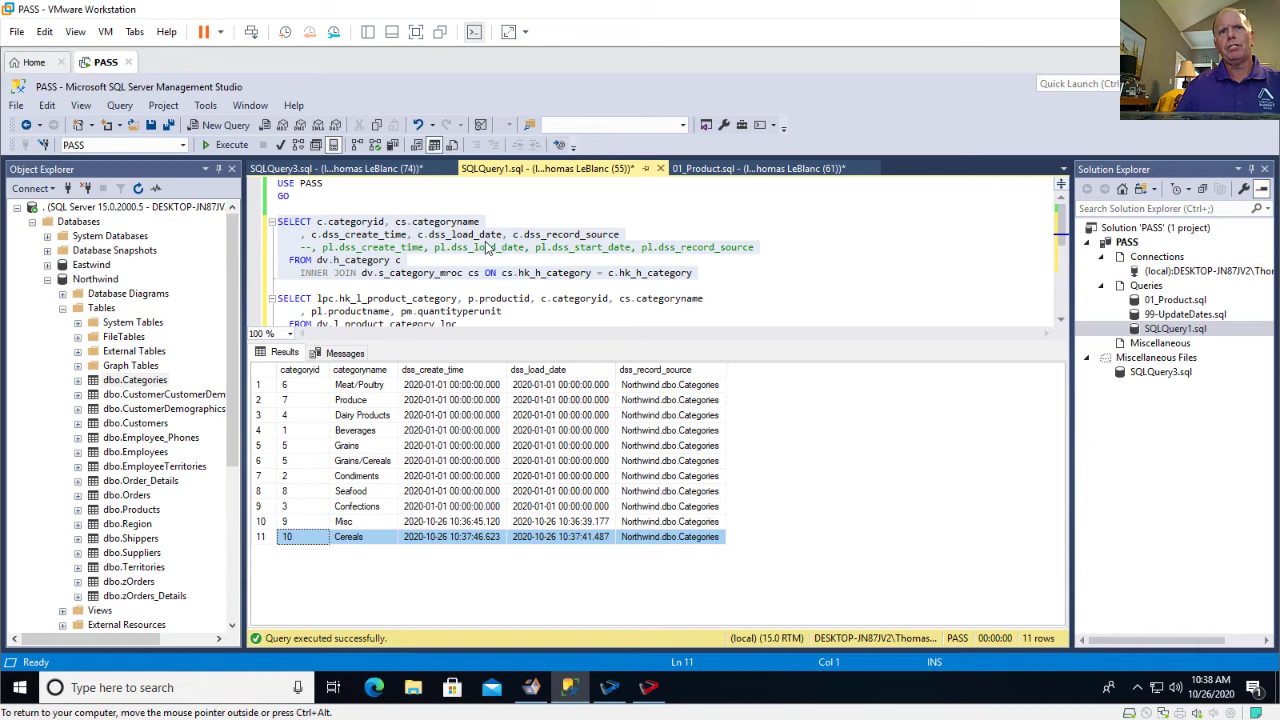 PASS - VMware Workstation
File Edit View VM Tabs Help
Home PASS
PASS - Microsoft SQL Server Management Studio
Quick Launch (Ctrl
File Edit View Query Project Tools Window Help
New Query
PASS Execute
Object Explorer
SQLQuery3.sql - (l...homas LeBlanc (74))* SQLQuery1.sql - (l...homas LeBlanc (55))* 01_Product.sql - (l...homas LeBlanc (61))*
Solution Explorer
Connect
. (SQL Server 15.0.2000.5 - DESKTOP-JN87JV
Databases
System Databases
Database Snapshots
Eastwind
Northwind
Database Diagrams
Tables
System Tables
FileTables
External Tables
Graph Tables
dbo.Categories
dbo.CustomerCustomerDem
dbo.CustomerDemographics
dbo.Customers
dbo.Employee_Phones
dbo.Employees
dbo.EmployeeTerritories
dbo.Order_Details
dbo.Orders
dbo.Products
dbo.Region
dbo.Shippers
dbo.Suppliers
dbo.Territories
dbo.zOrders
dbo.zOrders_Details
Views
External Resources
USE PASS
GO
SELECT c.categoryid, cs.categoryname
, c.dss_create_time, c.dss_load_date, c.dss_record_source
--, pl.dss_create_time, pl.dss_load_date, pl.dss_start_date, pl.dss_record_source
FROM dv.h_category c
INNER JOIN dv.s_category_mroc cs ON cs.hk_h_category = c.hk_h_category
SELECT lpc.hk_l_product_category, p.productid, c.categoryid, cs.categoryname
, pl.productname, pm.quantityperunit
FROM dv.l_product_category lpc
100 %
Results Messages
categoryid categoryname dss_create_time dss_load_date dss_record_source
1 6 Meat/Poultry 2020-01-01 00:00:00.000 2020-01-01 00:00:00.000 Northwind.dbo.Categories
2 7 Produce 2020-01-01 00:00:00.000 2020-01-01 00:00:00.000 Northwind.dbo.Categories
3 4 Dairy Products 2020-01-01 00:00:00.000 2020-01-01 00:00:00.000 Northwind.dbo.Categories
4 1 Beverages 2020-01-01 00:00:00.000 2020-01-01 00:00:00.000 Northwind.dbo.Categories
5 5 Grains 2020-01-01 00:00:00.000 2020-01-01 00:00:00.000 Northwind.dbo.Categories
6 5 Grains/Cereals 2020-01-01 00:00:00.000 2020-01-01 00:00:00.000 Northwind.dbo.Categories
7 2 Condiments 2020-01-01 00:00:00.000 2020-01-01 00:00:00.000 Northwind.dbo.Categories
8 8 Seafood 2020-01-01 00:00:00.000 2020-01-01 00:00:00.000 Northwind.dbo.Categories
9 3 Confections 2020-01-01 00:00:00.000 2020-01-01 00:00:00.000 Northwind.dbo.Categories
10 9 Misc 2020-10-26 10:36:45.120 2020-10-26 10:36:39.177 Northwind.dbo.Categories
11 10 Cereals 2020-10-26 10:37:46.623 2020-10-26 10:37:41.487 Northwind.dbo.Categories
Query executed successfully. (local) (15.0 RTM) DESKTOP-JN87JV2\Thomas... PASS 00:00:00 11 rows
Search Solution Explorer (Ctrl+;)
Solution 'PASS' (1 project)
PASS
Connections
(local):DESKTOP-JN87JV2\Tho
Queries
01_Product.sql
99-UpdateDates.sql
SQLQuery1.sql
Miscellaneous
Miscellaneous Files
SQLQuery3.sql
Ready Ln 11 Col 1 INS
Type here to search
10:38 AM
10/26/2020
1
To return to your computer, move the mouse pointer outside or press Ctrl+Alt.